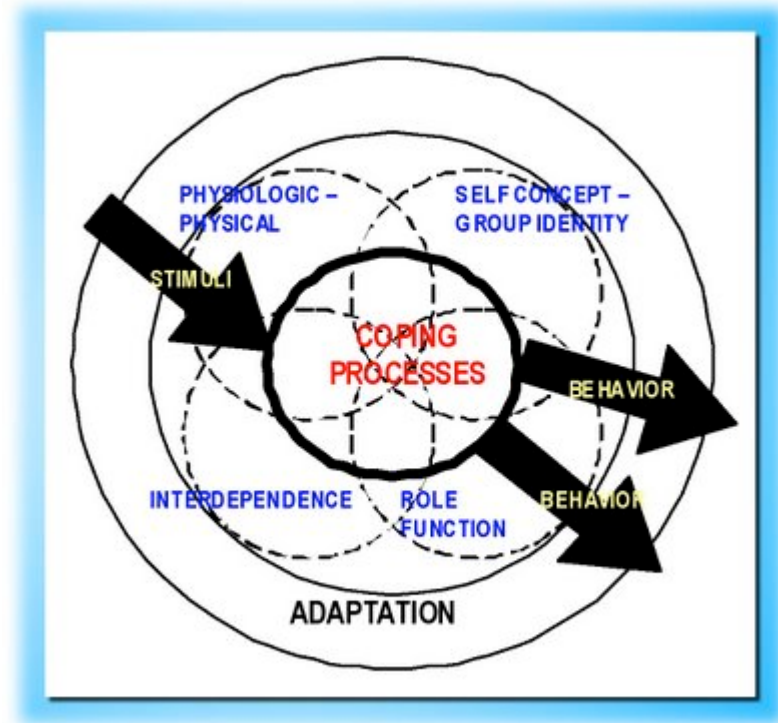 PHYSIOLOGIC –
PHYSICAL
SELF CONCEPT –
GROUP IDENTITY
STIMULI
COPING
PROCESSES
BEHAVIOR
INTERDEPENDENCE
ROLE
FUNCTION
BEHAVIOR
ADAPTATION